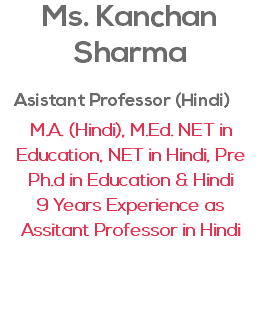 Ms. Kanchan
Sharma
Asistant Professor (Hindi)
M.A. (Hindi), M.Ed. NET in
Education, NET in Hindi, Pre
Ph.d in Education & Hindi
9 Years Experience as
Assitant Professor in Hindi